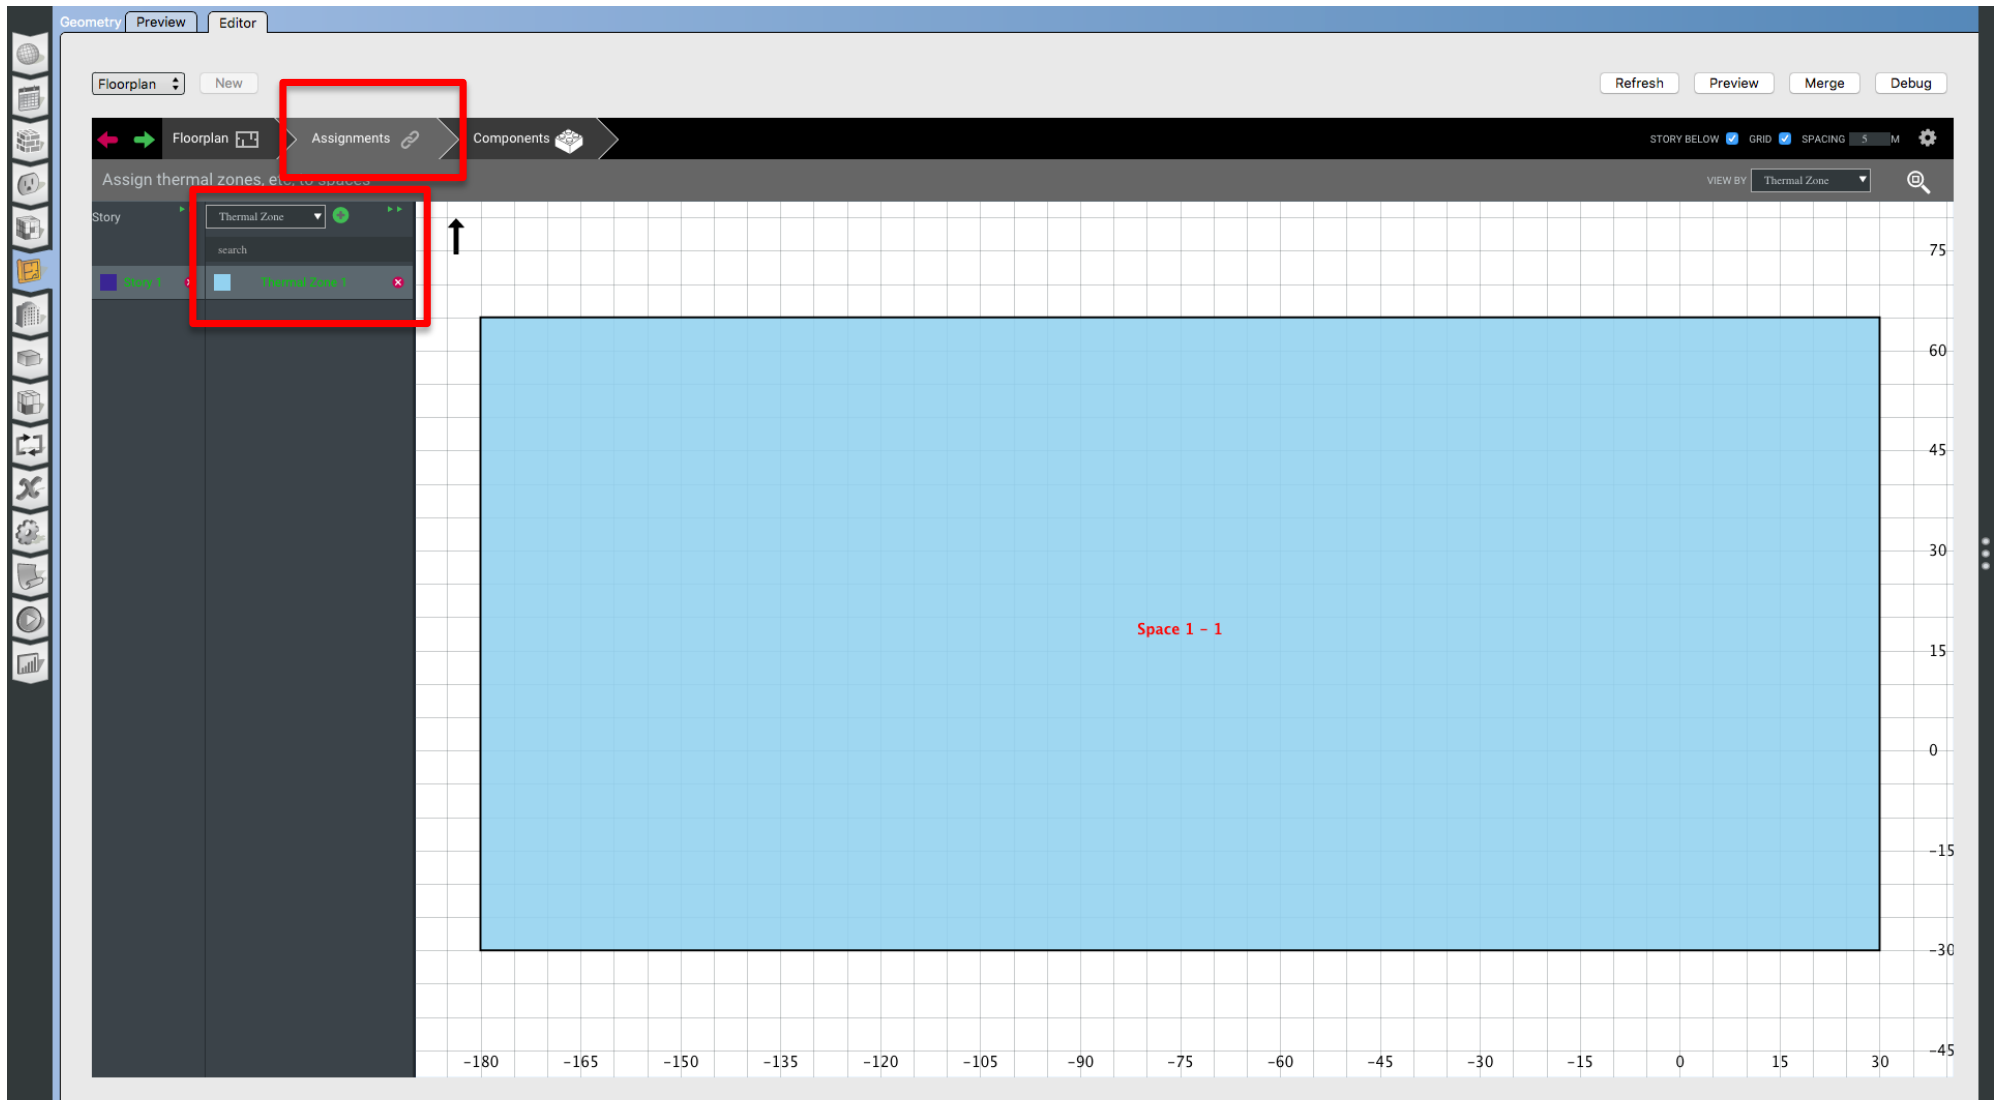 Geometry Preview Editor
Floorplan New Refresh Preview Merge Debug
Floorplan Assignments Components STORY BELOW GRID SPACING 5 M
Assign thermal zones, etc, to spaces VIEW BY Thermal Zone
Story Thermal Zone
search
75
Story 1 Thermal Zone 1
60
45
30
Space 1 - 1
15
0
-15
-30
-45
-180 -165 -150 -135 -120 -105 -90 -75 -60 -45 -30 -15 0 15 30